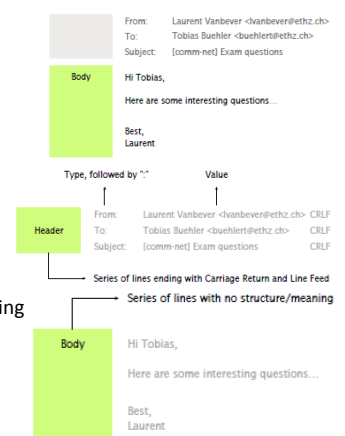 From: Laurent Vanbever <lvanbever@ethz.ch>
To: Tobias Buehler <buehlert@ethz.ch>
Subject: [comm-net] Exam questions
Body Hi Tobias,
Here are some interesting questions...
Best,
Laurent
Type, followed by ":" Value
From: Laurent Vanbever <lvanbever@ethz.ch> CRLF
Header To: Tobias Buehler <buehlert@ethz.ch> CRLF
Subject: [comm-net] Exam questions CRLF
Series of lines ending with Carriage Return and Line Feed
Series of lines with no structure/meaning
ing
Body Hi Tobias,
Here are some interesting questions...
Best,
Laurent